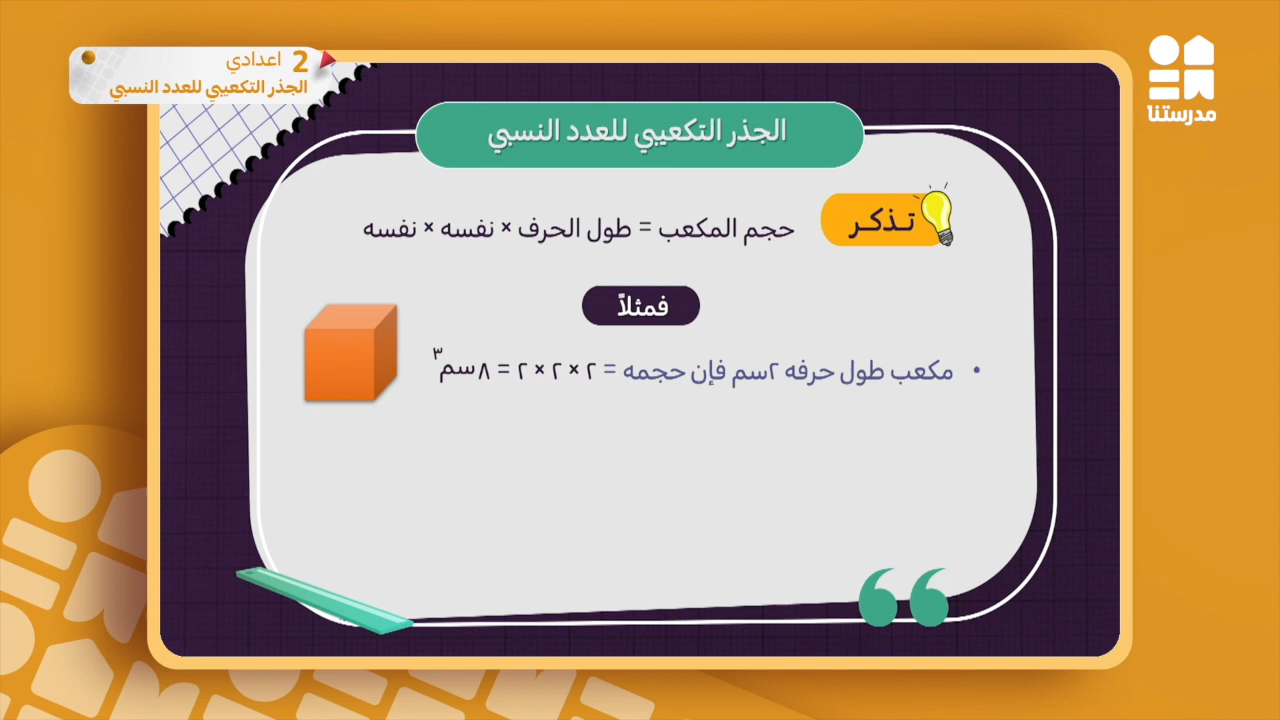 2 اعدادي
الجذر التكعيبي للعدد النسبي
مدرستنا
الجذر التكعيبي للعدد النسبي
تـذكـر
حجم المكعب = طول الحرف × نفسه × نفسه
فمثلاً
• مكعب طول حرفه ٢سم فإن حجمه = ٢ × ٢ × ٢ = ٨سم٣